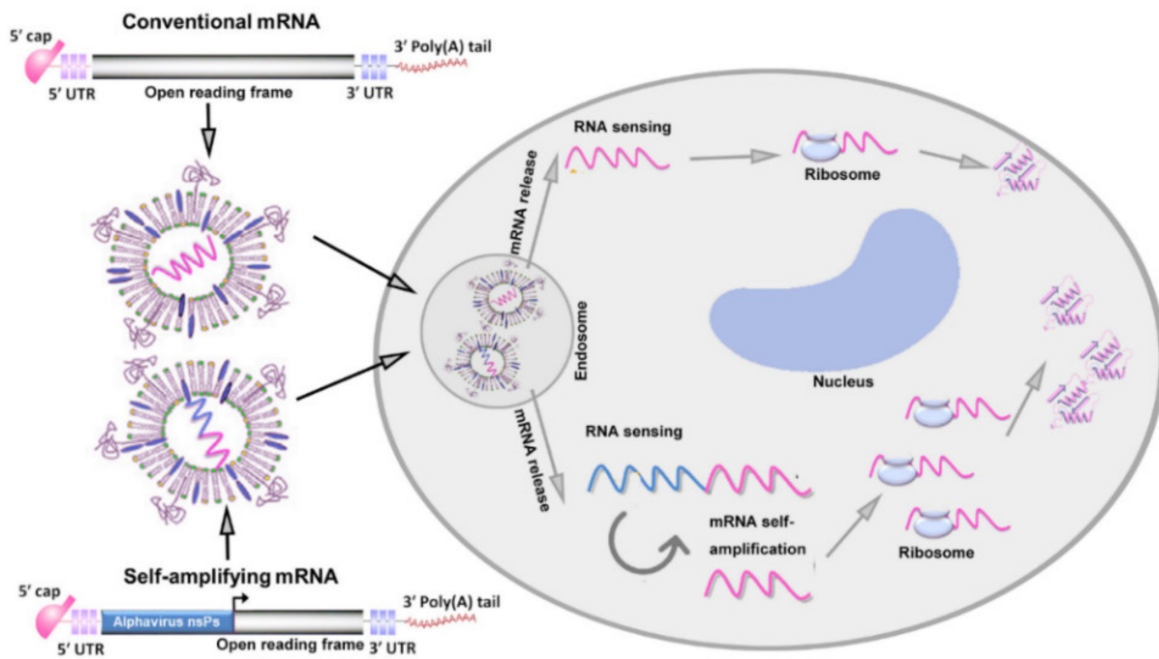 Conventional mRNA
5′ cap
3′ Poly(A) tail
5′ UTR
Open reading frame
3′ UTR
RNA sensing
mRNA release
Ribosome
Endosome
Nucleus
mRNA release
RNA sensing
mRNA self-
amplification
Ribosome
Self-amplifying mRNA
5′ cap
3′ Poly(A) tail
Alphavirus nsPs
5′ UTR
Open reading frame
3′ UTR